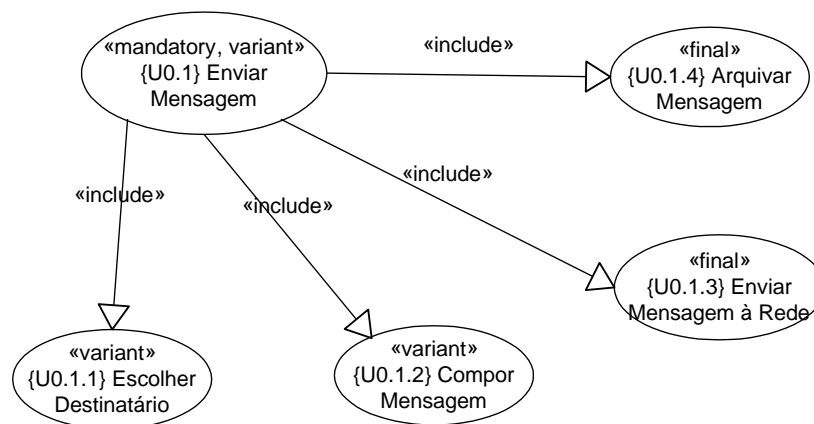 «mandatory, variant»
{U0.1} Enviar
Mensagem
«include»
«final»
{U0.1.4} Arquivar
Mensagem
«include»
«include»
«include»
«final»
{U0.1.3} Enviar
Mensagem à Rede
«variant»
{U0.1.1} Escolher
Destinatário
«variant»
{U0.1.2} Compor
Mensagem